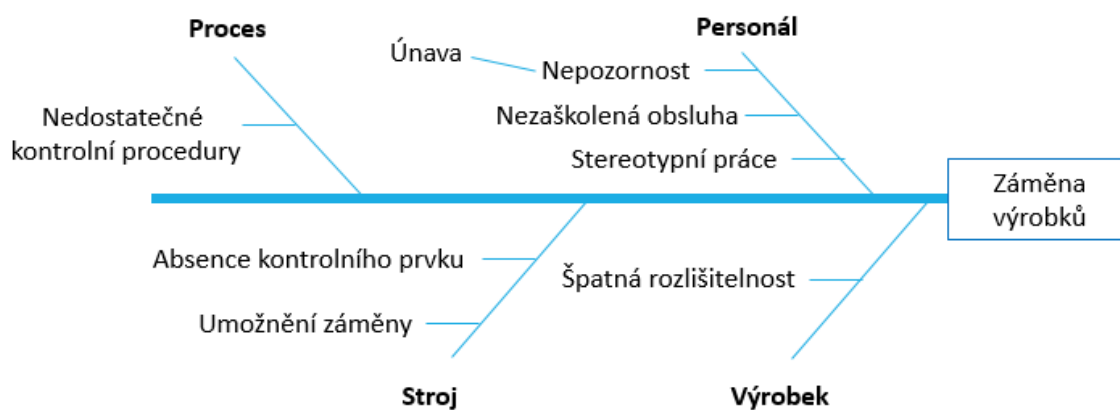 Proces
Personál
Únava
Nepozornost
Nedostatečné
kontrolní procedury
Nezaškolená obsluha
Stereotypní práce
Záměna
výrobků
Absence kontrolního prvku
Špatná rozlišitelnost
Umožnění záměny
Stroj
Výrobek